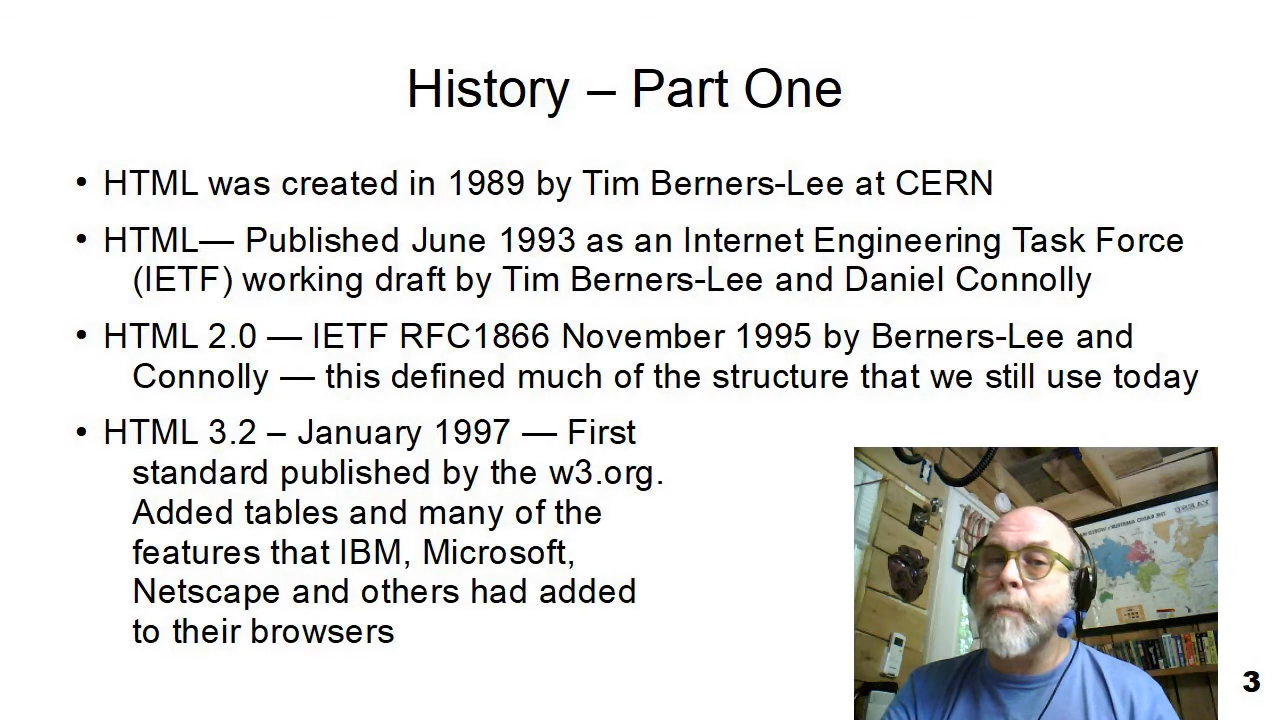 History – Part One
• HTML was created in 1989 by Tim Berners-Lee at CERN
• HTML— Published June 1993 as an Internet Engineering Task Force
(IETF) working draft by Tim Berners-Lee and Daniel Connolly
• HTML 2.0 — IETF RFC1866 November 1995 by Berners-Lee and
Connolly — this defined much of the structure that we still use today
• HTML 3.2 – January 1997 — First
standard published by the w3.org.
Added tables and many of the
features that IBM, Microsoft,
Netscape and others had added
to their browsers
YAESU
3